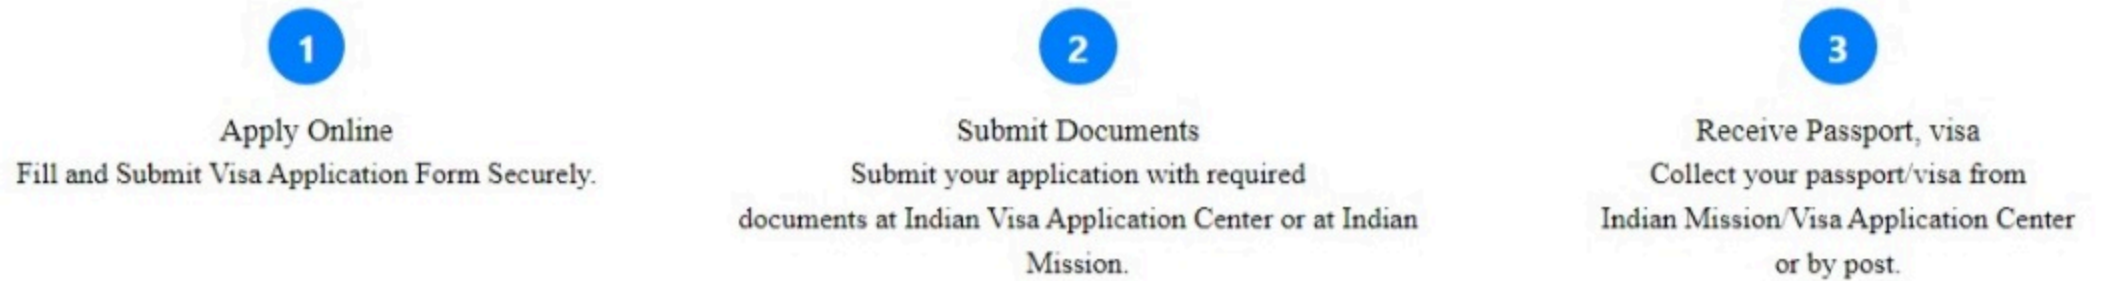 1
Apply Online
Fill and Submit Visa Application Form Securely.
2
Submit Documents
Submit your application with required
documents at Indian Visa Application Center or at Indian
Mission.
3
Receive Passport, visa
Collect your passport/visa from
Indian Mission/Visa Application Center
or by post.